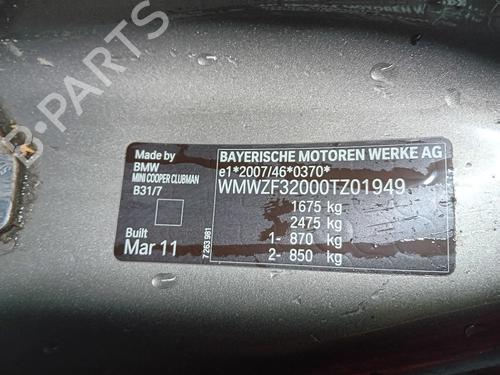 Made by
BMW
MINI COOPER CLUBMAN
B31/7
Built
Mar 11
7 263 981
BAYERISCHE MOTOREN WERKE AG
e1*2007/46*0370*
WMWZF32000TZ01949
1675 kg
2475 kg
1- 870 kg
2- 850 kg
B-PARTS